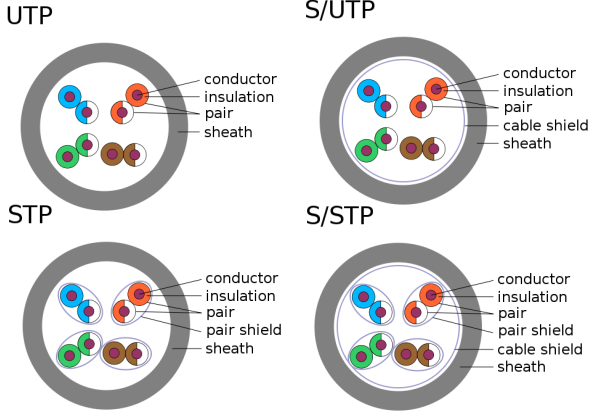 UTP
conductor
insulation
pair
sheath
S/UTP
conductor
insulation
pair
cable shield
sheath
STP
conductor
insulation
pair
pair shield
sheath
S/STP
conductor
insulation
pair
pair shield
cable shield
sheath